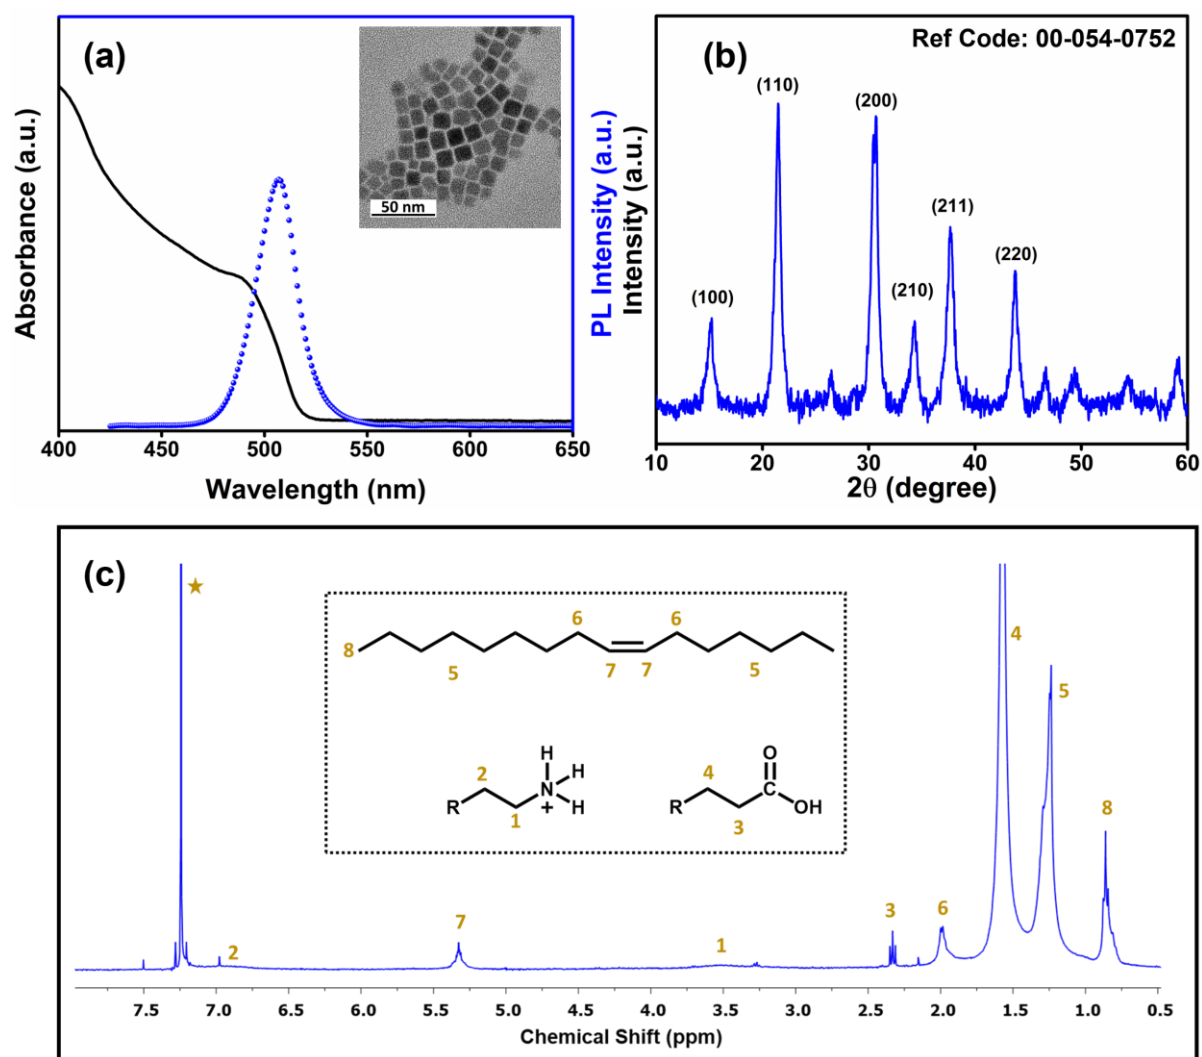 (a)
Absorbance (a.u.)
50 nm
PL Intensity (a.u.)
400 450 500 550 600 650
Wavelength (nm)
(b)
Ref Code: 00-054-0752
Intensity (a.u.)
(100)
(110)
(200)
(210)
(211)
(220)
10 20 30 40 50 60
2θ (degree)
(c)
★
6 6
8 5 7 7 5
2
R
1
N
+
H
H
H
4
R
3
O
OH
2
7
1
3
6
4
5
8
7.5 7.0 6.5 6.0 5.5 5.0 4.5 4.0 3.5 3.0 2.5 2.0 1.5 1.0 0.5
Chemical Shift (ppm)